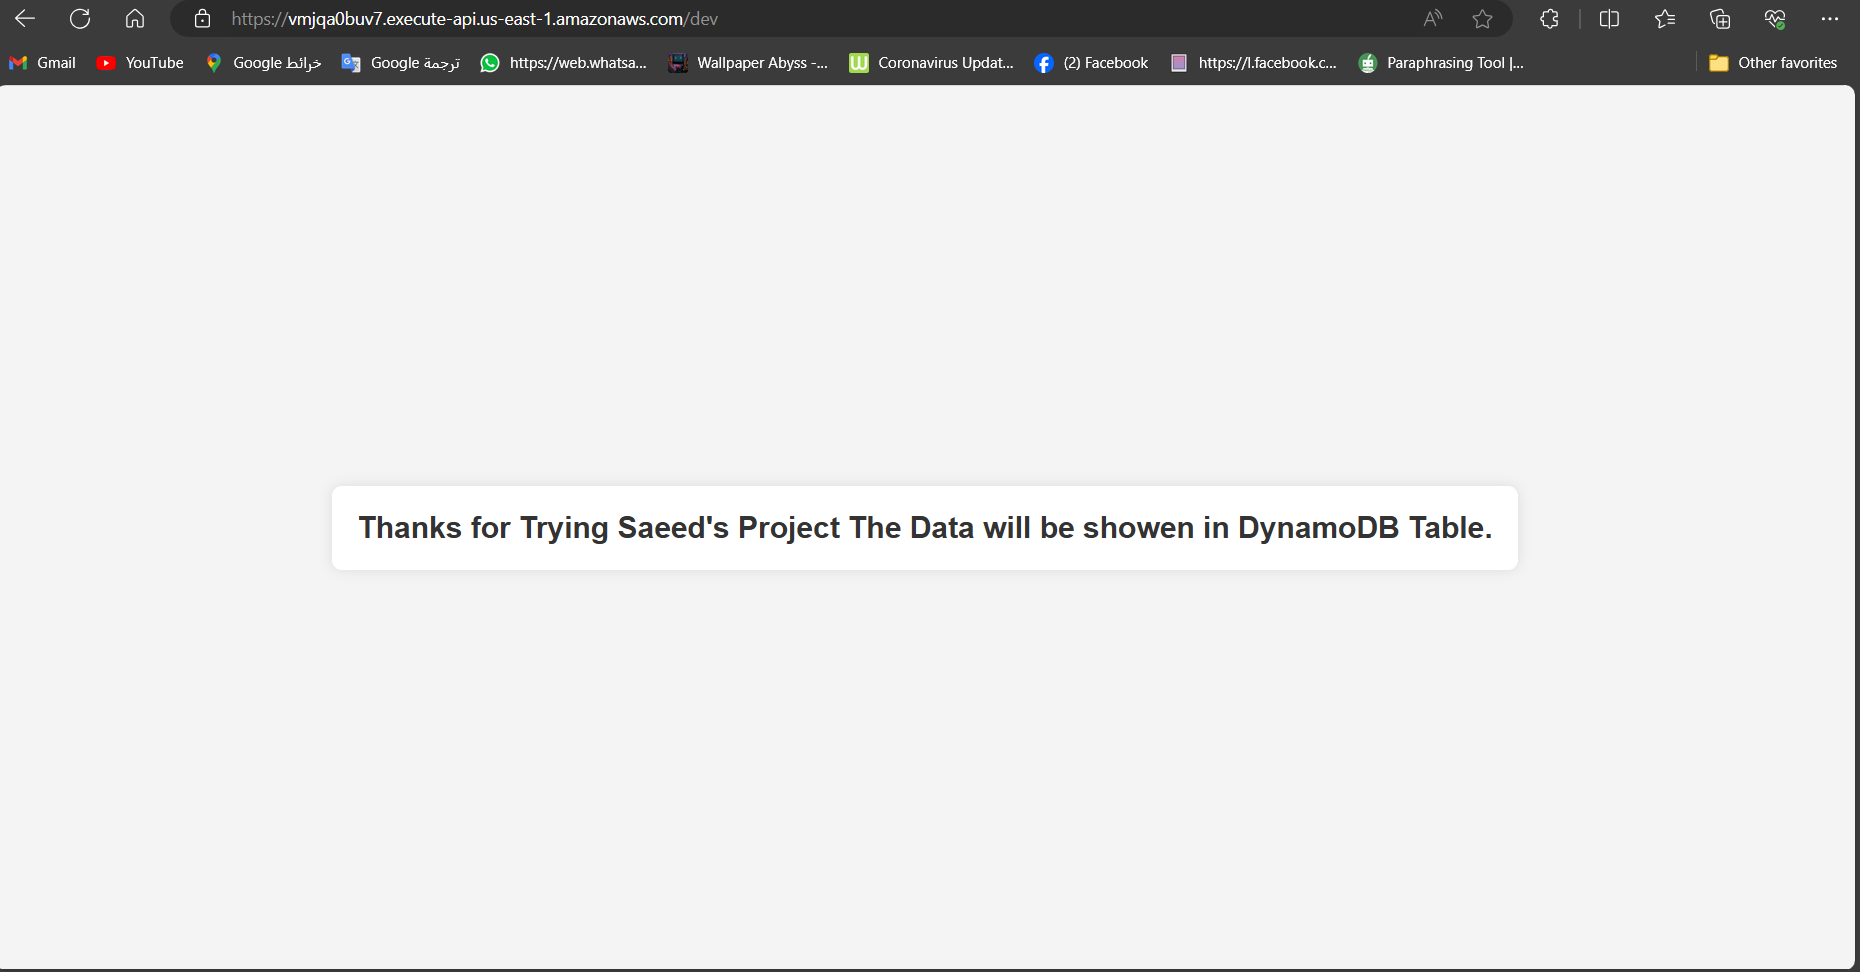 https://vmjqa0buv7.execute-api.us-east-1.amazonaws.com/dev
Gmail YouTube خرائط Google ترجمة Google https://web.whatsa... Wallpaper Abyss -... Coronavirus Updat... (2) Facebook https://l.facebook.c... Paraphrasing Tool |... Other favorites
Thanks for Trying Saeed's Project The Data will be showen in DynamoDB Table.